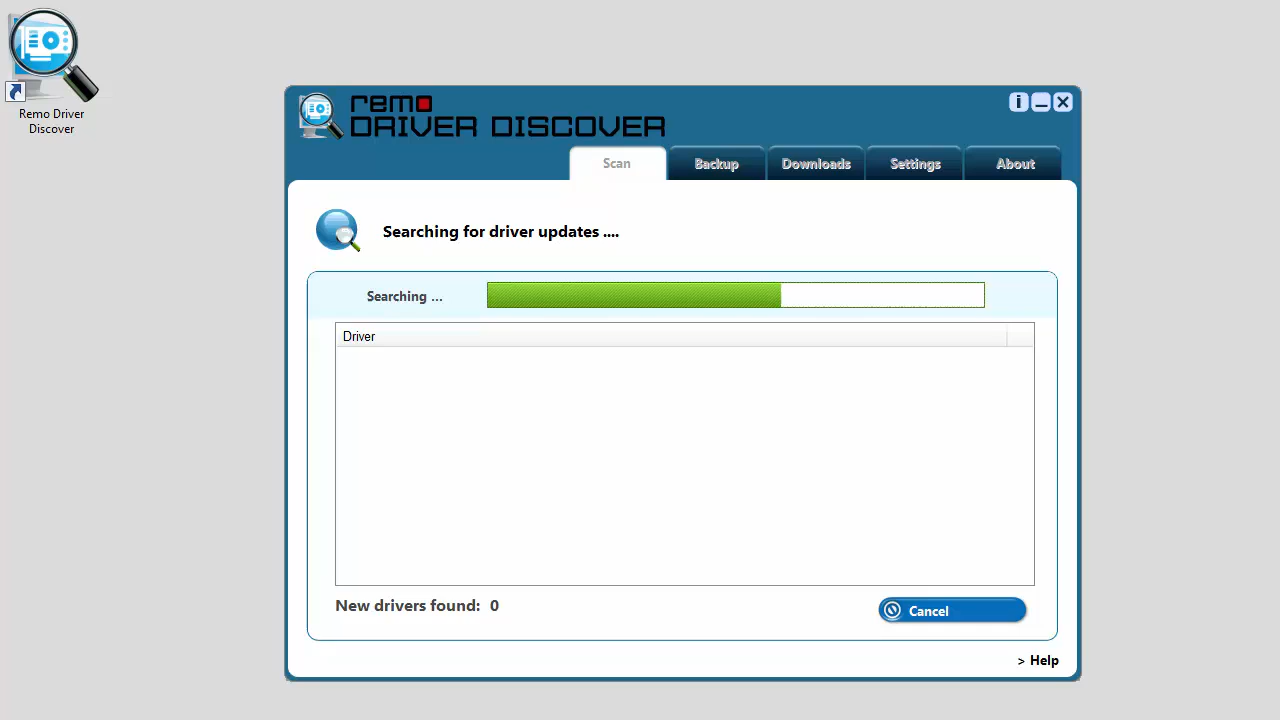 Remo Driver
Discover
remo
DRIVER DISCOVER
i
Scan Backup Downloads Settings About
Searching for driver updates ....
Searching ...
Driver
New drivers found: 0
Cancel
> Help